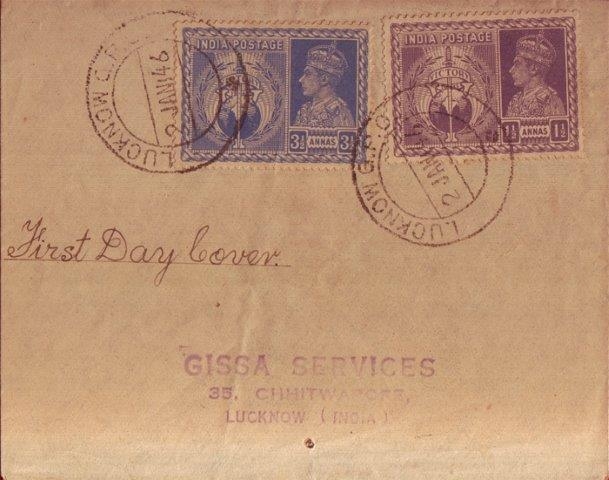 INDIA POSTAGE
3½ ANNAS 3½
INDIA POSTAGE
VICTORY
1½ ANNAS 1½
LUCKNOW G.P.O.
2 JAN 46
LUCKNOW G.P.O.
2 JAN 46
First Day Cover.
GISSA SERVICES
35,
LUCKNOW (INDIA)